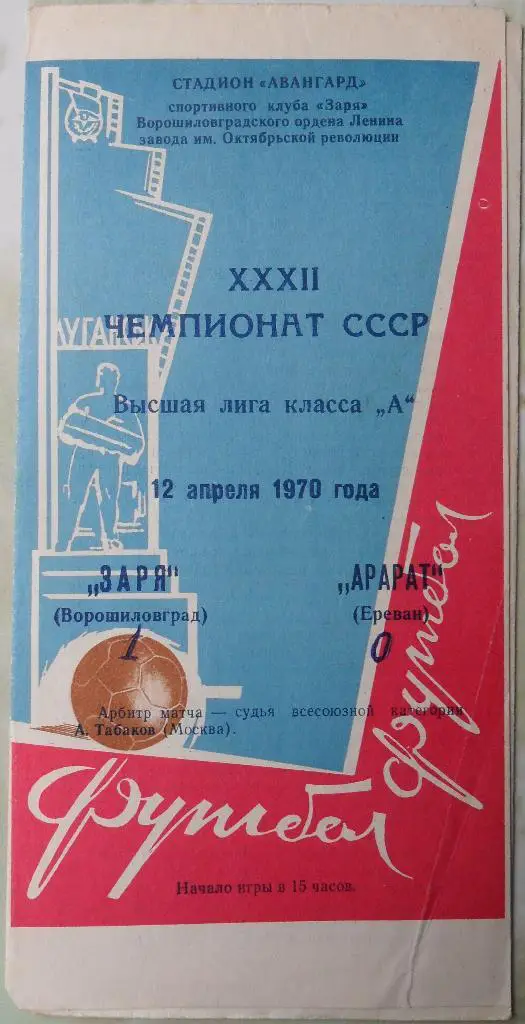 СТАДИОН «АВАНГАРД»
спортивного клуба «Заря»
Ворошиловградского ордена Ленина
завода им. Октябрьской революции
XXXII
ЧЕМПИОНАТ СССР
ЛУГАНСК
Высшая лига класса „А"
12 апреля 1970 года
„ЗАРЯ" „АРАРАТ"
(Ворошиловград) (Ереван)
1 0
Арбитр матча — судья всесоюзной категории
А. Табаков (Москва).
футбол
футбол
Начало игры в 15 часов.